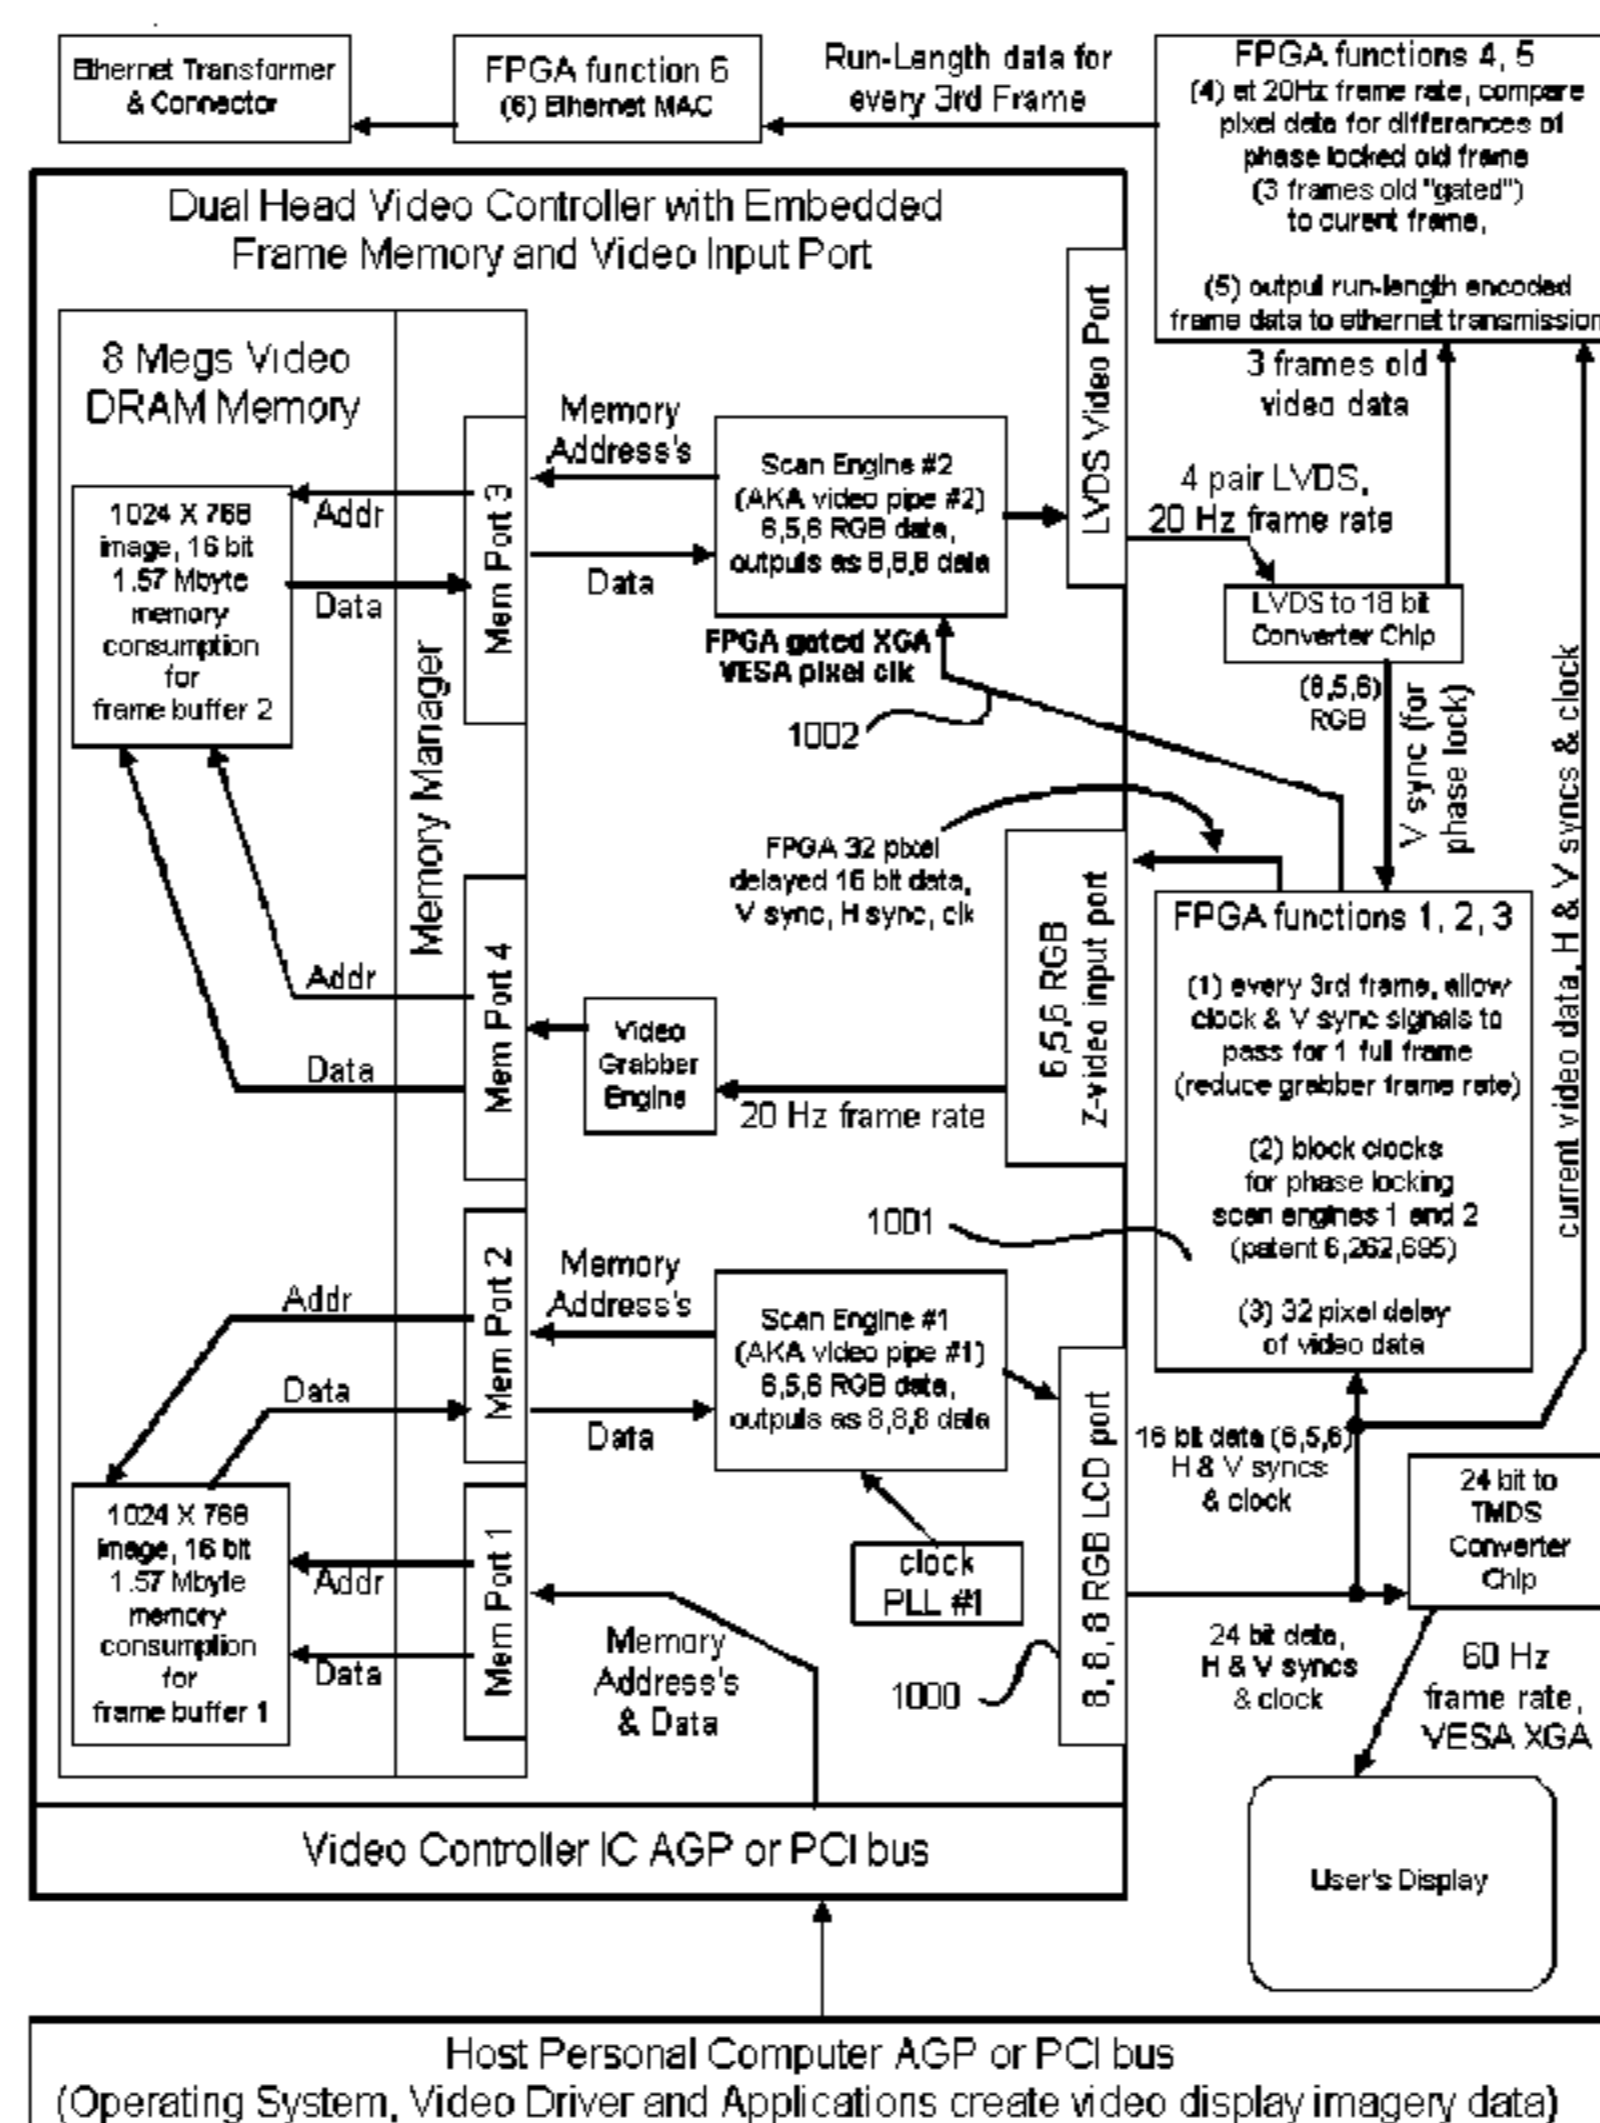 Ethernet Transformer
& Connector
FPGA function 6
(6) Ethernet MAC
Run-Length data for
every 3rd Frame
FPGA functions 4, 5
(4) at 20Hz frame rate, compare
pixel data for differences of
phase locked old frame
(3 frames old "gated")
to curent frame,
(5) output run-length encoded
frame data to ethernet transmission
Dual Head Video Controller with Embedded
Frame Memory and Video Input Port
8 Megs Video
DRAM Memory
Memory Manager
1024 X 768
image, 16 bit
1.57 Mbyte
memory
consumption
for
frame buffer 2
Addr
Data
Mem Port 3
Memory
Address's
Data
Scan Engine #2
(AKA video pipe #2)
6,5,6 RGB data,
outputs as 8,8,8 data
LVDS Video Port
3 frames old
video data
4 pair LVDS,
20 Hz frame rate
LVDS to 18 bit
Converter Chip
(6,5,6)
RGB
V sync (for
phase lock)
current video data, H & V syncs & clock
FPGA gated XGA
VESA pixel clk
1002
FPGA 32 pixel
delayed 16 bit data,
V sync, H sync, clk
6,5,6 RGB
Z-video input port
FPGA functions 1, 2, 3
(1) every 3rd frame, allow
clock & V sync signals to
pass for 1 full frame
(reduce grabber frame rate)
(2) block clocks
for phase locking
scan engines 1 and 2
(patent 6,262,695)
(3) 32 pixel delay
of video data
Addr
Data
Mem Port 4
Video
Grabber
Engine
20 Hz frame rate
1001
Addr
Data
Mem Port 2
Memory
Address's
Data
Scan Engine #1
(AKA video pipe #1)
6,5,6 RGB data,
outputs as 8,8,8 data
8, 8, 8 RGB LCD port
16 bit data (6,5,6)
H & V syncs
& clock
24 bit to
TMDS
Converter
Chip
1024 X 768
image, 16 bit
1.57 Mbyte
memory
consumption
for
frame buffer 1
Addr
Data
Mem Port 1
clock
PLL #1
Memory
Address's
& Data
1000
24 bit data,
H & V syncs
& clock
60 Hz
frame rate,
VESA XGA
Video Controller IC AGP or PCI bus
User's Display
Host Personal Computer AGP or PCI bus
(Operating System, Video Driver and Applications create video display imagery data)